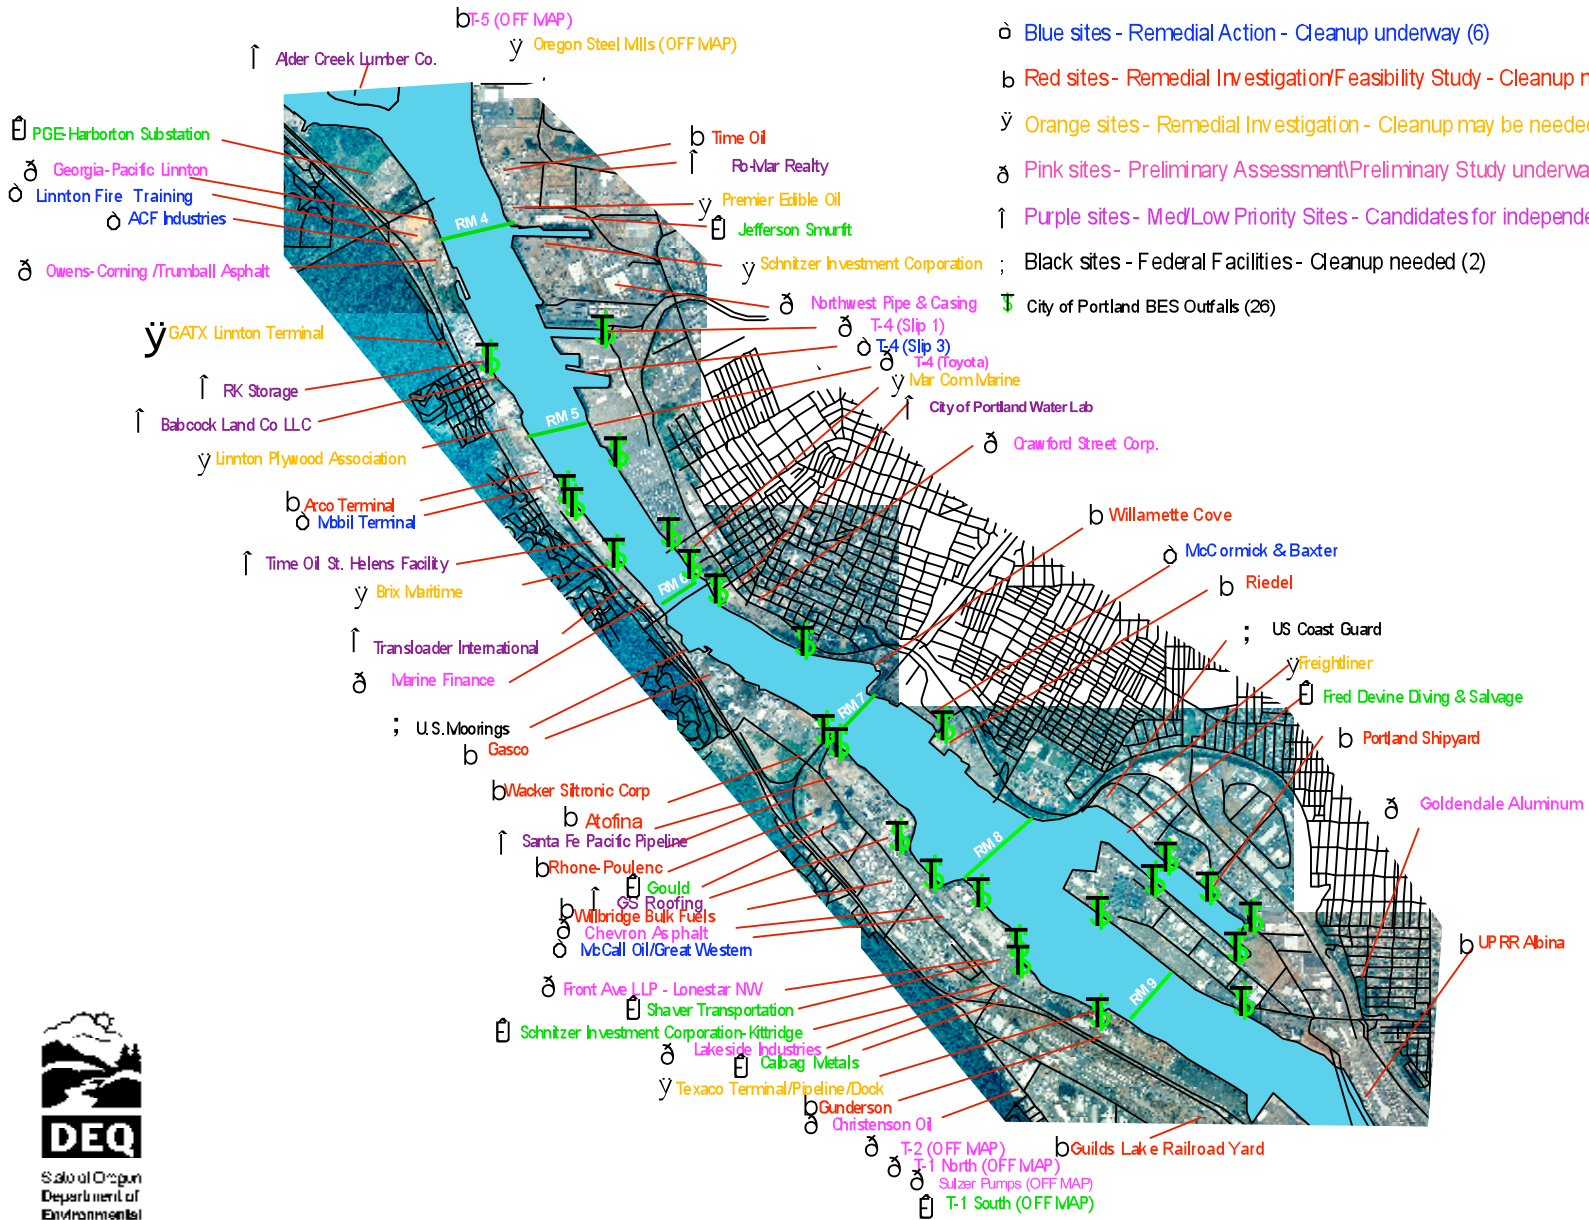 T-5 (OFF MAP)
Oregon Steel Mills (OFF MAP)
Alder Creek Lumber Co.
Blue sites - Remedial Action - Cleanup underway (6)
Red sites - Remedial Investigation/Feasibility Study - Cleanup n
Orange sites - Remedial Investigation - Cleanup may be neede
Pink sites - Preliminary Assessment\Preliminary Study underwa
Purple sites - Med/Low Priority Sites - Candidates for independe
Black sites - Federal Facilities - Cleanup needed (2)
City of Portland BES Outfalls (26)
PGE-Harborton Substation
Georgia-Pacific Linnton
Linnton Fire Training
ACF Industries
Owens-Corning /Trumball Asphalt
GATX Linnton Terminal
RK Storage
Babcock Land Co LLC
Linnton Plywood Association
Arco Terminal
Mobil Terminal
Time Oil St. Helens Facility
Brix Maritime
Transloader International
Marine Finance
U.S.Moorings
Gasco
Wacker Siltronic Corp
Atofina
Santa Fe Pacific Pipeline
Rhone-Poulenc
Gould
GS Roofing
Willbridge Bulk Fuels
Chevron Asphalt
McCall Oil/Great Western
Front Ave LLP - Lonestar NW
Shaver Transportation
Schnitzer Investment Corporation-Kittridge
Lakeside Industries
Calbag Metals
Texaco Terminal/Pipeline/Dock
Gunderson
Christenson Oil
T-2 (OFF MAP)
T-1 North (OFF MAP)
Sulzer Pumps (OFF MAP)
T-1 South (OFF MAP)
Guilds Lake Railroad Yard
Time Oil
Ro-Mar Realty
Premier Edible Oil
Jefferson Smurfit
Schnitzer Investment Corporation
Northwest Pipe & Casing
T-4 (Slip 1)
T-4 (Slip 3)
T-4 (Toyota)
Mar Com Marine
City of Portland Water Lab
Crawford Street Corp.
Willamette Cove
McCormick & Baxter
Riedel
US Coast Guard
Freightliner
Fred Devine Diving & Salvage
Portland Shipyard
Goldendale Aluminum
UPRR Albina
RM 4
RM 5
RM 6
RM 7
RM 8
RM 9
DEQ
State of Oregon
Department of
Environmental